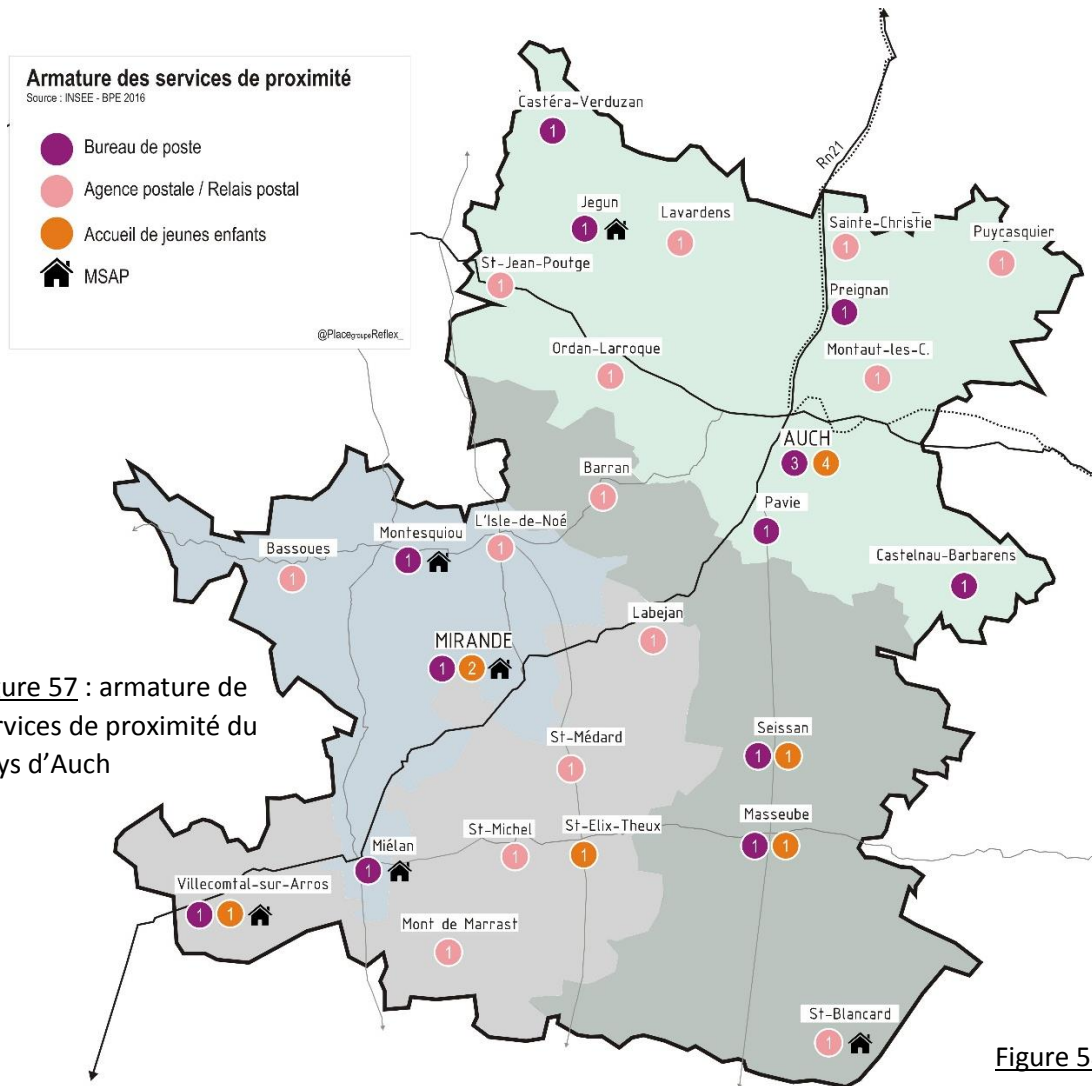 Armature des services de proximité
Source : INSEE - BPE 2016
Bureau de poste
Agence postale / Relais postal
Accueil de jeunes enfants
MSAP
@PlacegroupeReflex_
Castéra-Verduzan
1
Rn21
Jegun
1
Lavardens
1
Sainte-Christie
1
Puycasquier
1
St-Jean-Poutge
1
Preignan
1
Ordan-Larroque
1
Montaut-les-C.
1
AUCH
3 4
Barran
1
Pavie
1
L'Isle-de-Noé
1
Montesquiou
1
Bassoues
1
Castelnau-Barbarens
1
Labejan
1
MIRANDE
1 2
gure 57 : armature de
rvices de proximité du
ys d'Auch
St-Médard
1
Seissan
1 1
Masseube
1 1
St-Michel
1
St-Elix-Theux
1
Miélan
1
Villecomtal-sur-Arros
1 1
Mont de Marrast
1
St-Blancard
1
Figure 5